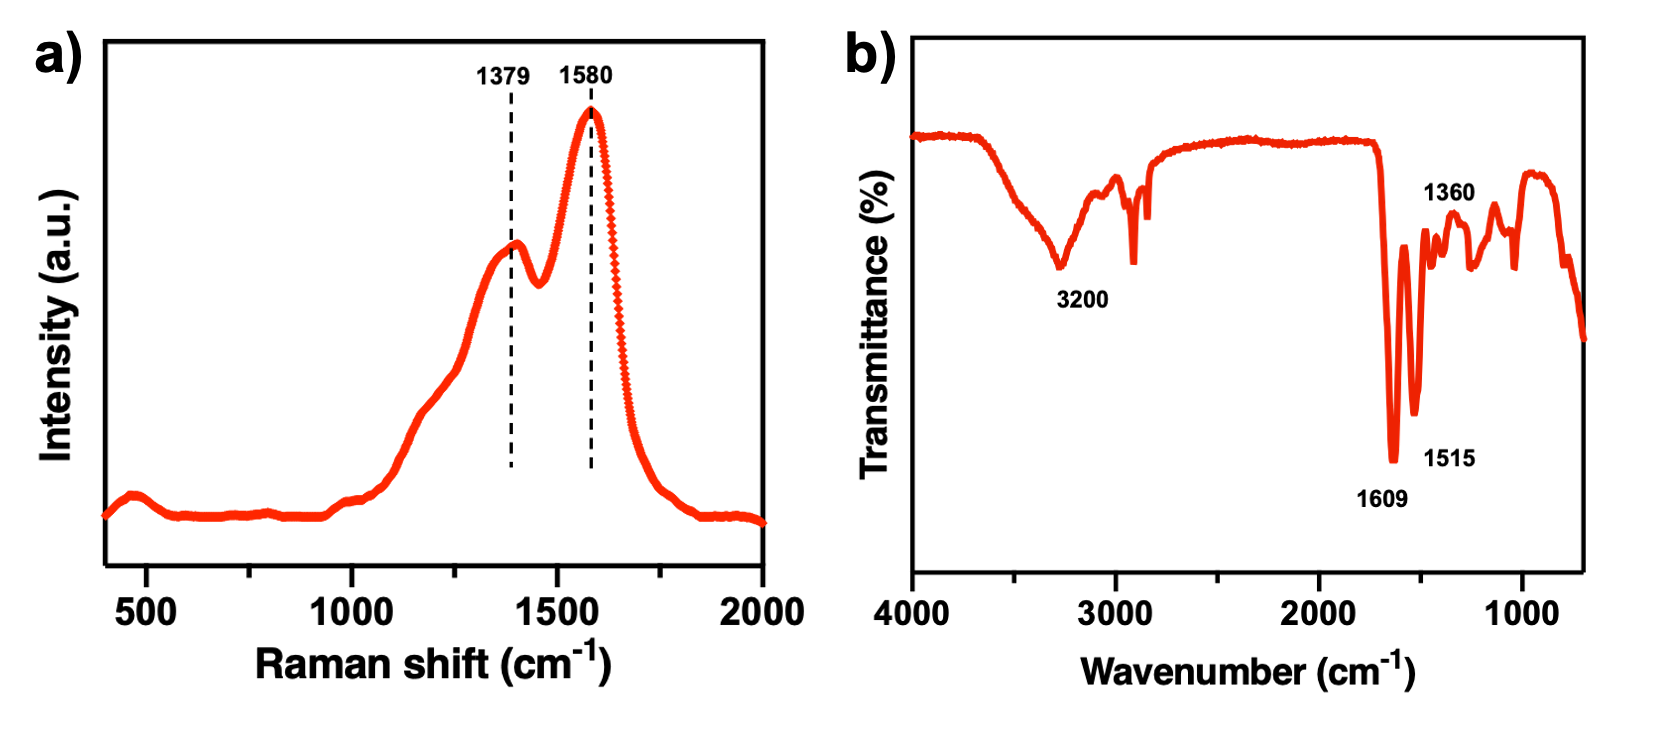 a)
1379 1580
Intensity (a.u.)
500 1000 1500 2000
Raman shift (cm-1)
b)
1360
3200
1515
1609
Transmittance (%)
4000 3000 2000 1000
Wavenumber (cm-1)